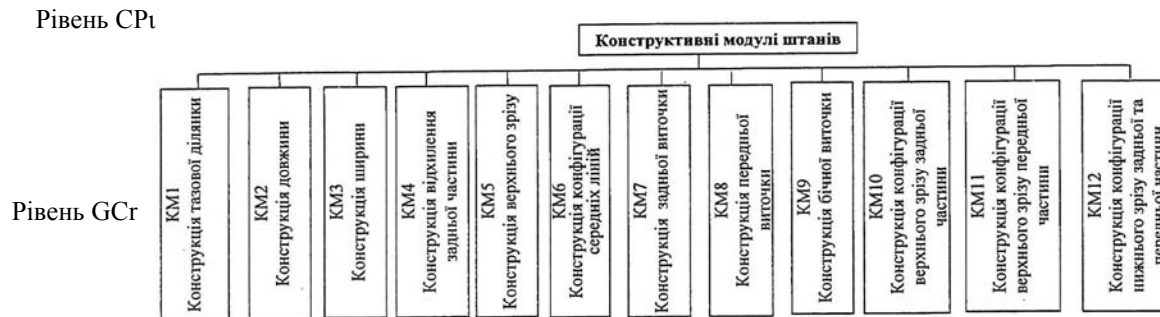 Рівень CPt
Конструктивні модулі штанів
Рівень GCr
КМ1
Конструкція тазової ділянки
КМ2
Конструкція довжини
КМ3
Конструкція ширини
КМ4
Конструкція відхилення
задньої частини
КМ5
Конструкція верхнього зрізу
КМ6
Конструкція конфігурації
середніх ліній
КМ7
Конструкція задньої виточки
КМ8
Конструкція передньої
виточки
КМ9
Конструкція бічної виточки
КМ10
Конструкція конфігурації
верхнього зрізу задньої
частини
КМ11
Конструкція конфігурації
верхнього зрізу передньої
частини
КМ12
Конструкція конфігурації
нижнього зрізу задньої та
передньої частини